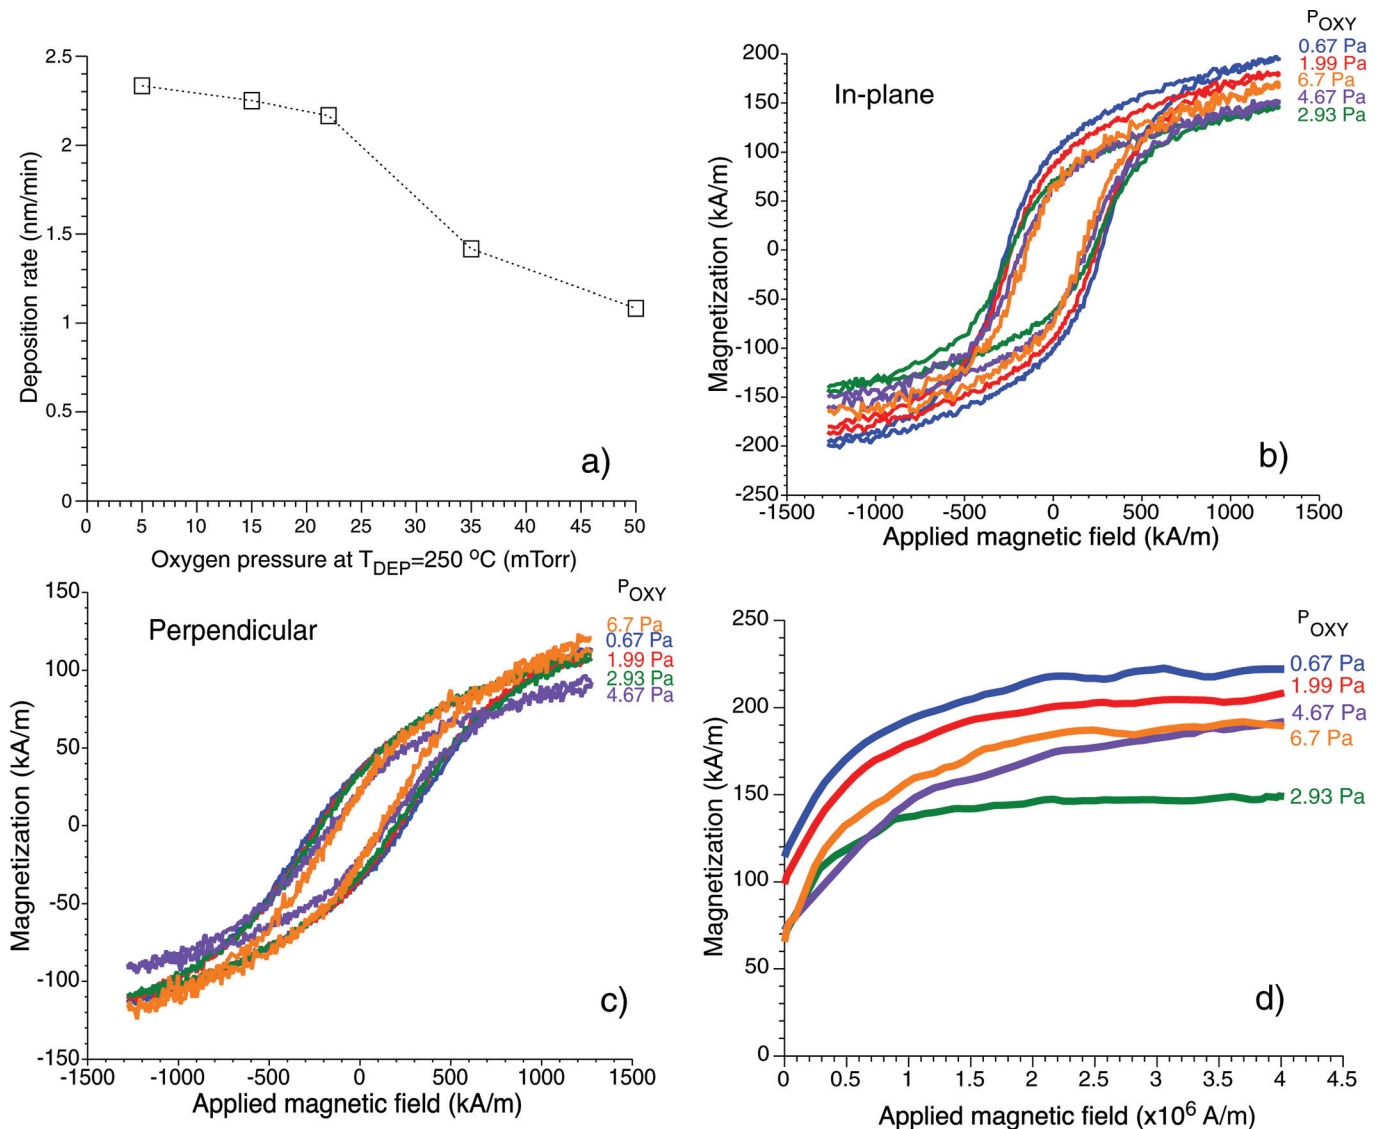 2.5
2
1.5
1
0.5
0
Deposition rate (nm/min)
0 5 10 15 20 25 30 35 40 45 50
Oxygen pressure at TDEP=250 °C (mTorr)
a)
POXY
0.67 Pa
1.99 Pa
6.7 Pa
4.67 Pa
2.93 Pa
In-plane
200
150
100
50
0
-50
-100
-150
-200
-250
Magnetization (kA/m)
-1500 -1000 -500 0 500 1000 1500
Applied magnetic field (kA/m)
b)
POXY
6.7 Pa
0.67 Pa
1.99 Pa
2.93 Pa
4.67 Pa
Perpendicular
150
100
50
0
-50
-100
-150
Magnetization (kA/m)
-1500 -1000 -500 0 500 1000 1500
Applied magnetic field (kA/m)
c)
POXY
0.67 Pa
1.99 Pa
4.67 Pa
6.7 Pa
2.93 Pa
250
200
150
100
50
0
Magnetization (kA/m)
0 0.5 1 1.5 2 2.5 3 3.5 4 4.5
Applied magnetic field (x10⁶ A/m)
d)